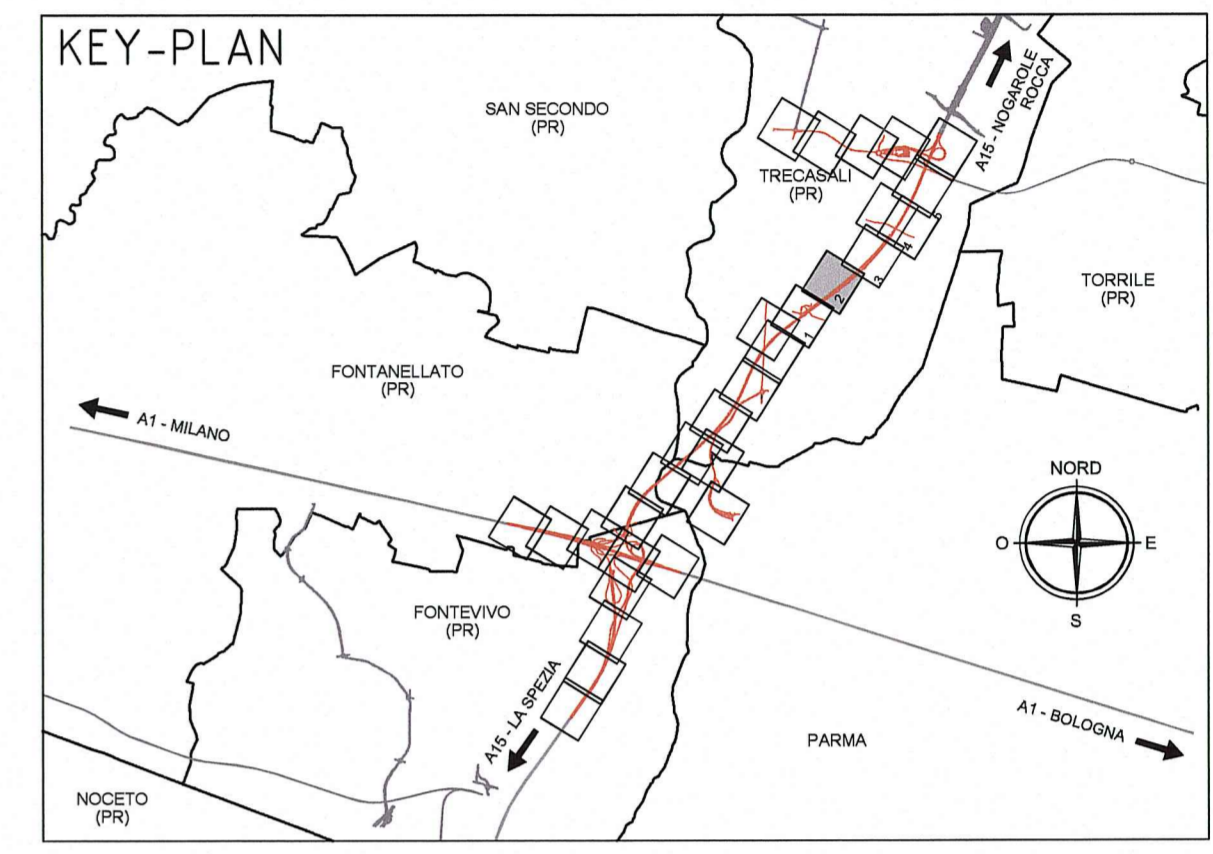 KEY-PLAN
SAN SECONDO
(PR)
A15 - NOGAROLE
ROCCA
TRECASALI
(PR)
5
4
3
2
1
TORRILE
(PR)
FONTANELLATO
(PR)
A1 - MILANO
NORD
O
E
S
FONTEVIVO
(PR)
A15 - LA SPEZIA
A1 - BOLOGNA
PARMA
NOCETO
(PR)